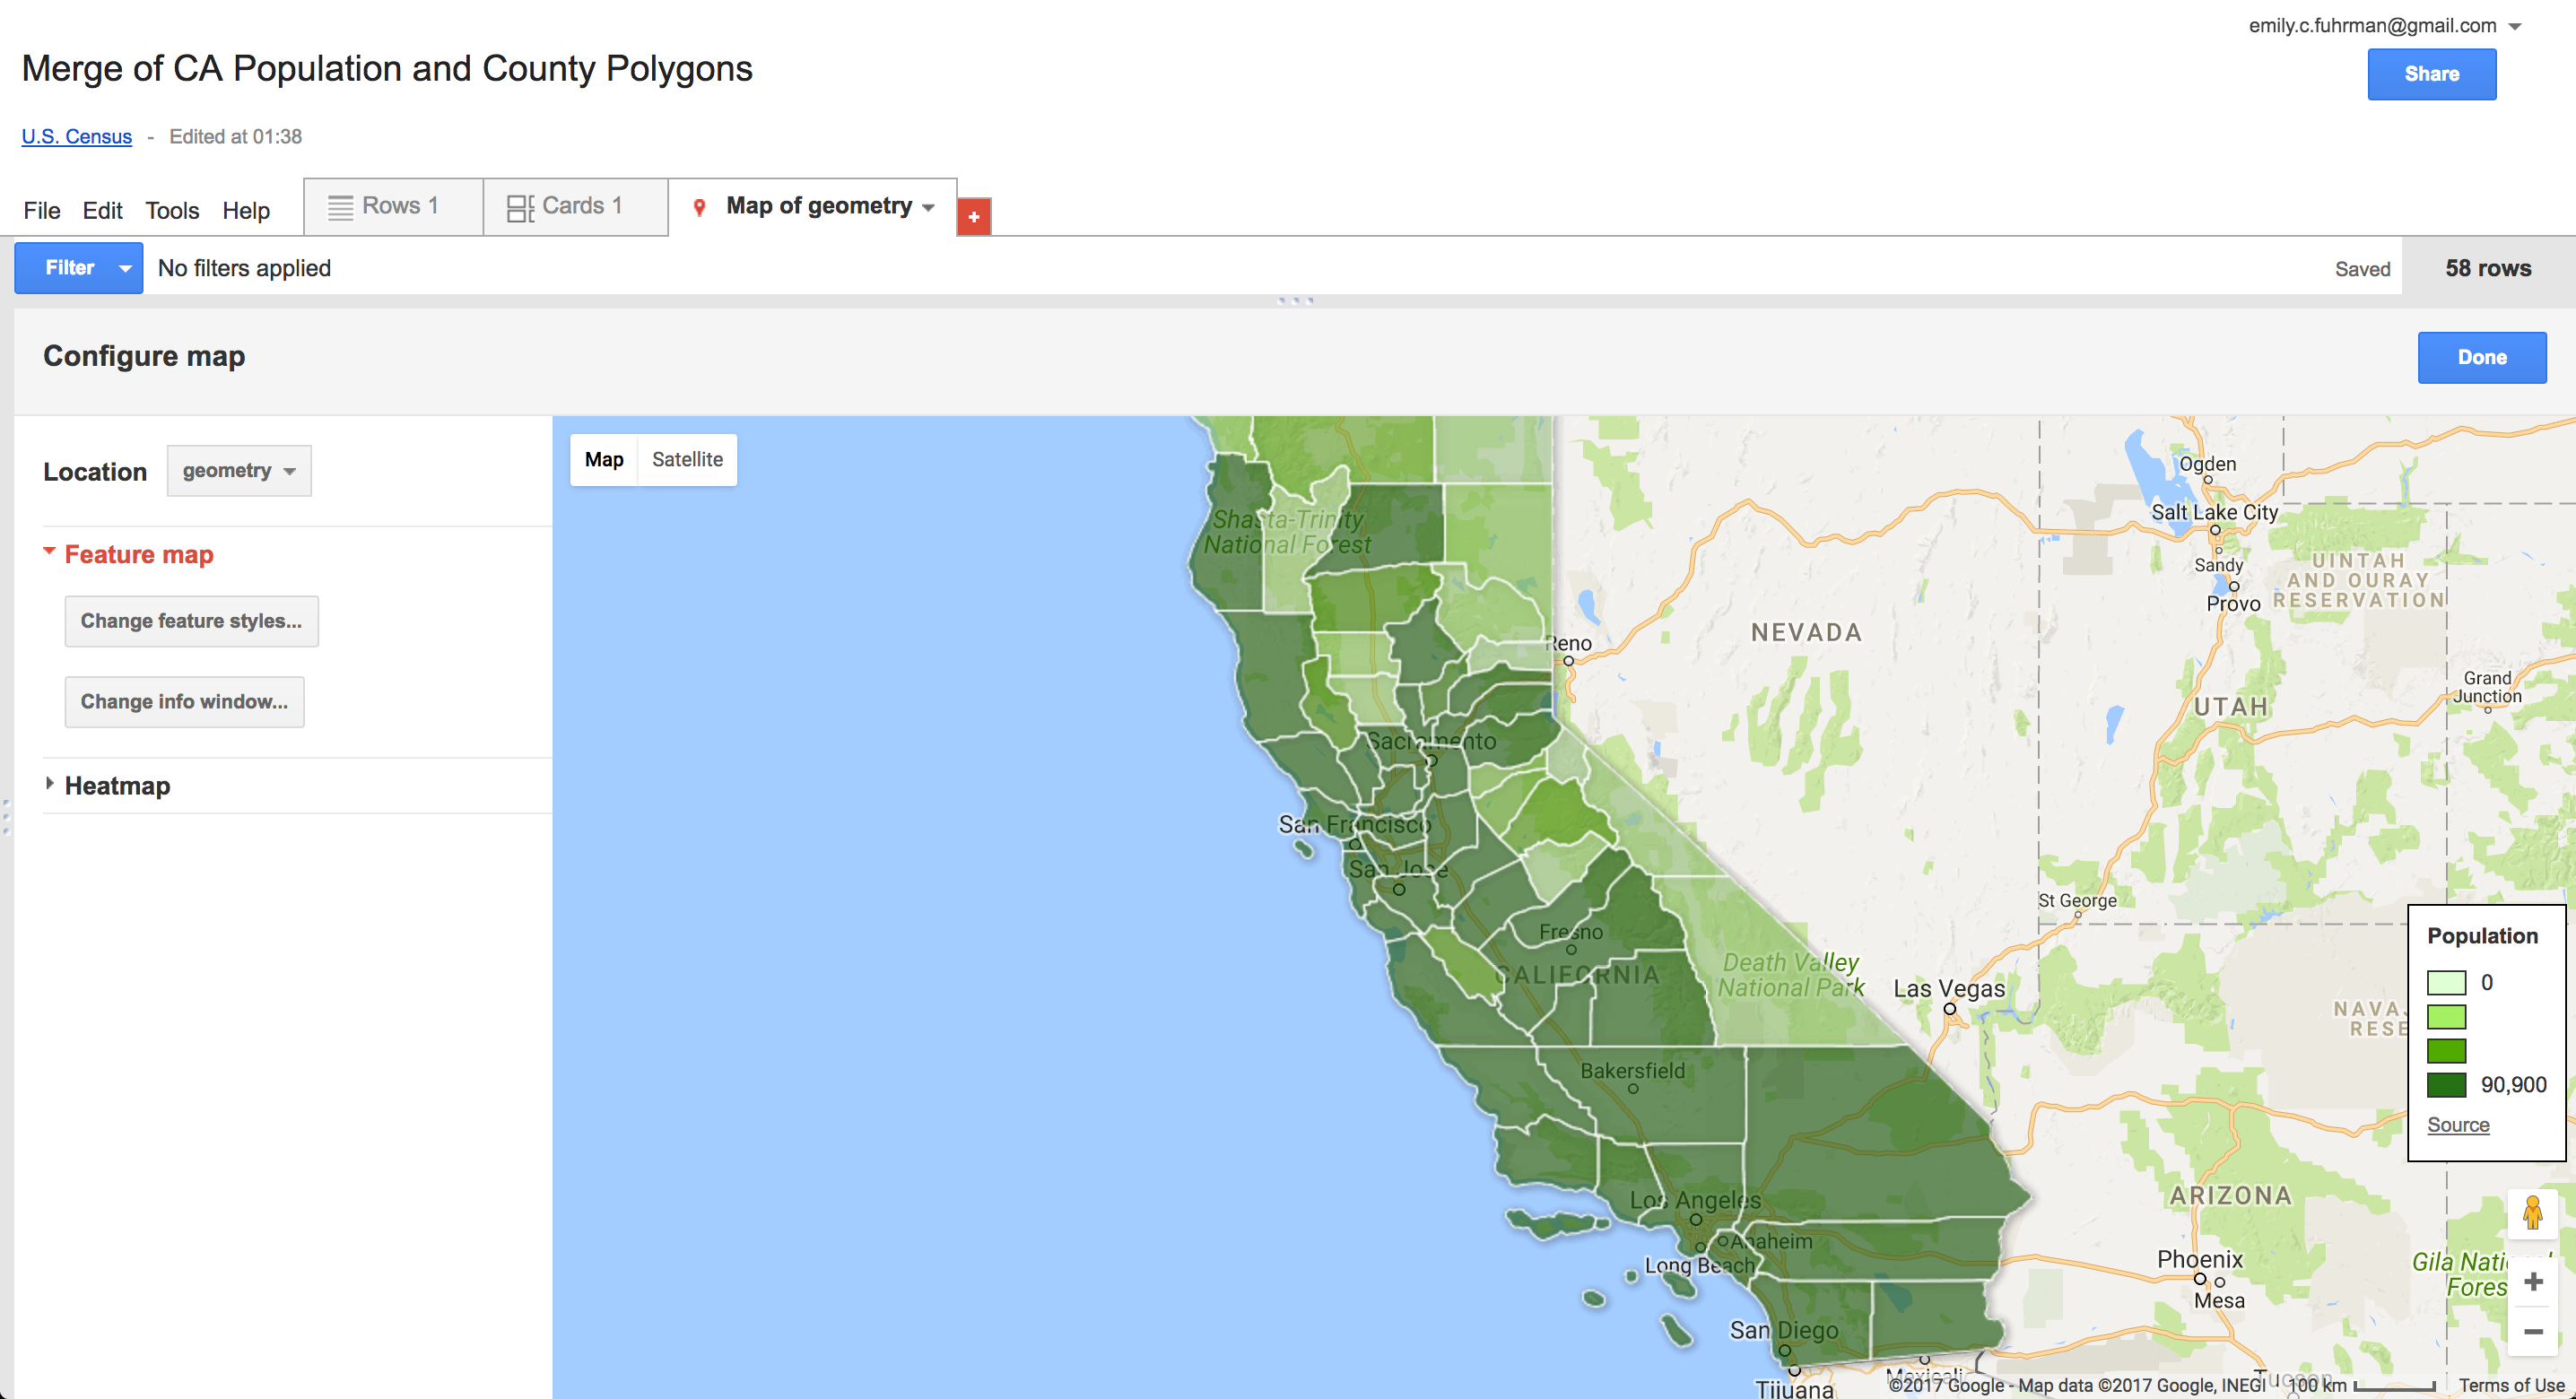 emily.c.fuhrman@gmail.com
Merge of CA Population and County Polygons
Share
U.S. Census - Edited at 01:38
File Edit Tools Help
Rows 1
Cards 1
Map of geometry
+
Filter
No filters applied
Saved
58 rows
Configure map
Done
Location
geometry
Feature map
Change feature styles...
Change info window...
Heatmap
Map
Satellite
Shasta-Trinity
National Forest
Reno
Sacramento
San Francisco
San Jose
Fresno
CALIFORNIA
Death Valley
National Park
Bakersfield
Los Angeles
Anaheim
Long Beach
San Diego
Tijuana
Mexicali
NEVADA
Las Vegas
St George
UTAH
Ogden
Salt Lake City
Sandy
Provo
UINTAH
AND OURAY
RESERVATION
Grand
Junction
NAVAJ
RESE
ARIZONA
Phoenix
Mesa
Tucson
Gila Nati
Fores
Population
0
90,900
Source
+
−
©2017 Google - Map data ©2017 Google, INEGI
100 km
Terms of Use